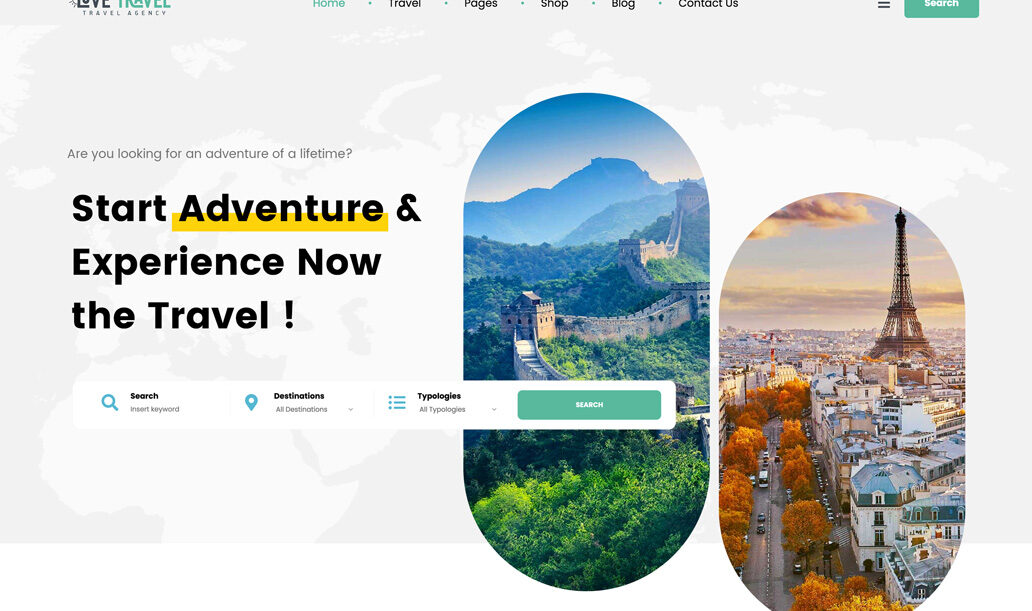 LOVE TRAVEL
TRAVEL AGENCY
Home
Travel
Pages
Shop
Blog
Contact Us
Search
Are you looking for an adventure of a lifetime?
Start Adventure &
Experience Now
the Travel !
Search
Insert keyword
Destinations
All Destinations
Typologies
All Typologies
SEARCH